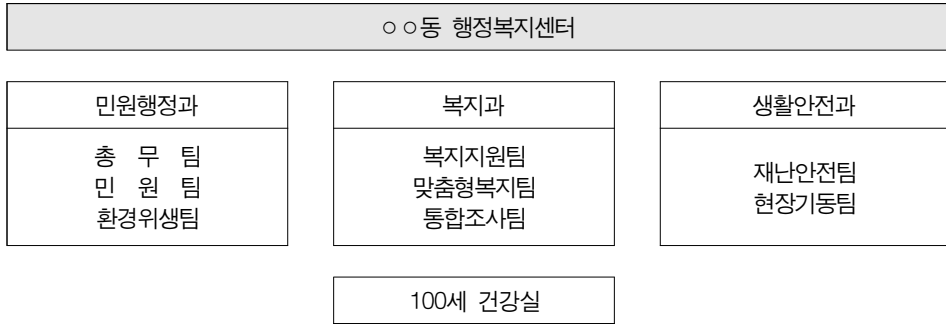 ○○동 행정복지센터
민원행정과
총 무 팀
민 원 팀
환경위생팀
복지과
복지지원팀
맞춤형복지팀
통합조사팀
생활안전과
재난안전팀
현장기동팀
100세 건강실